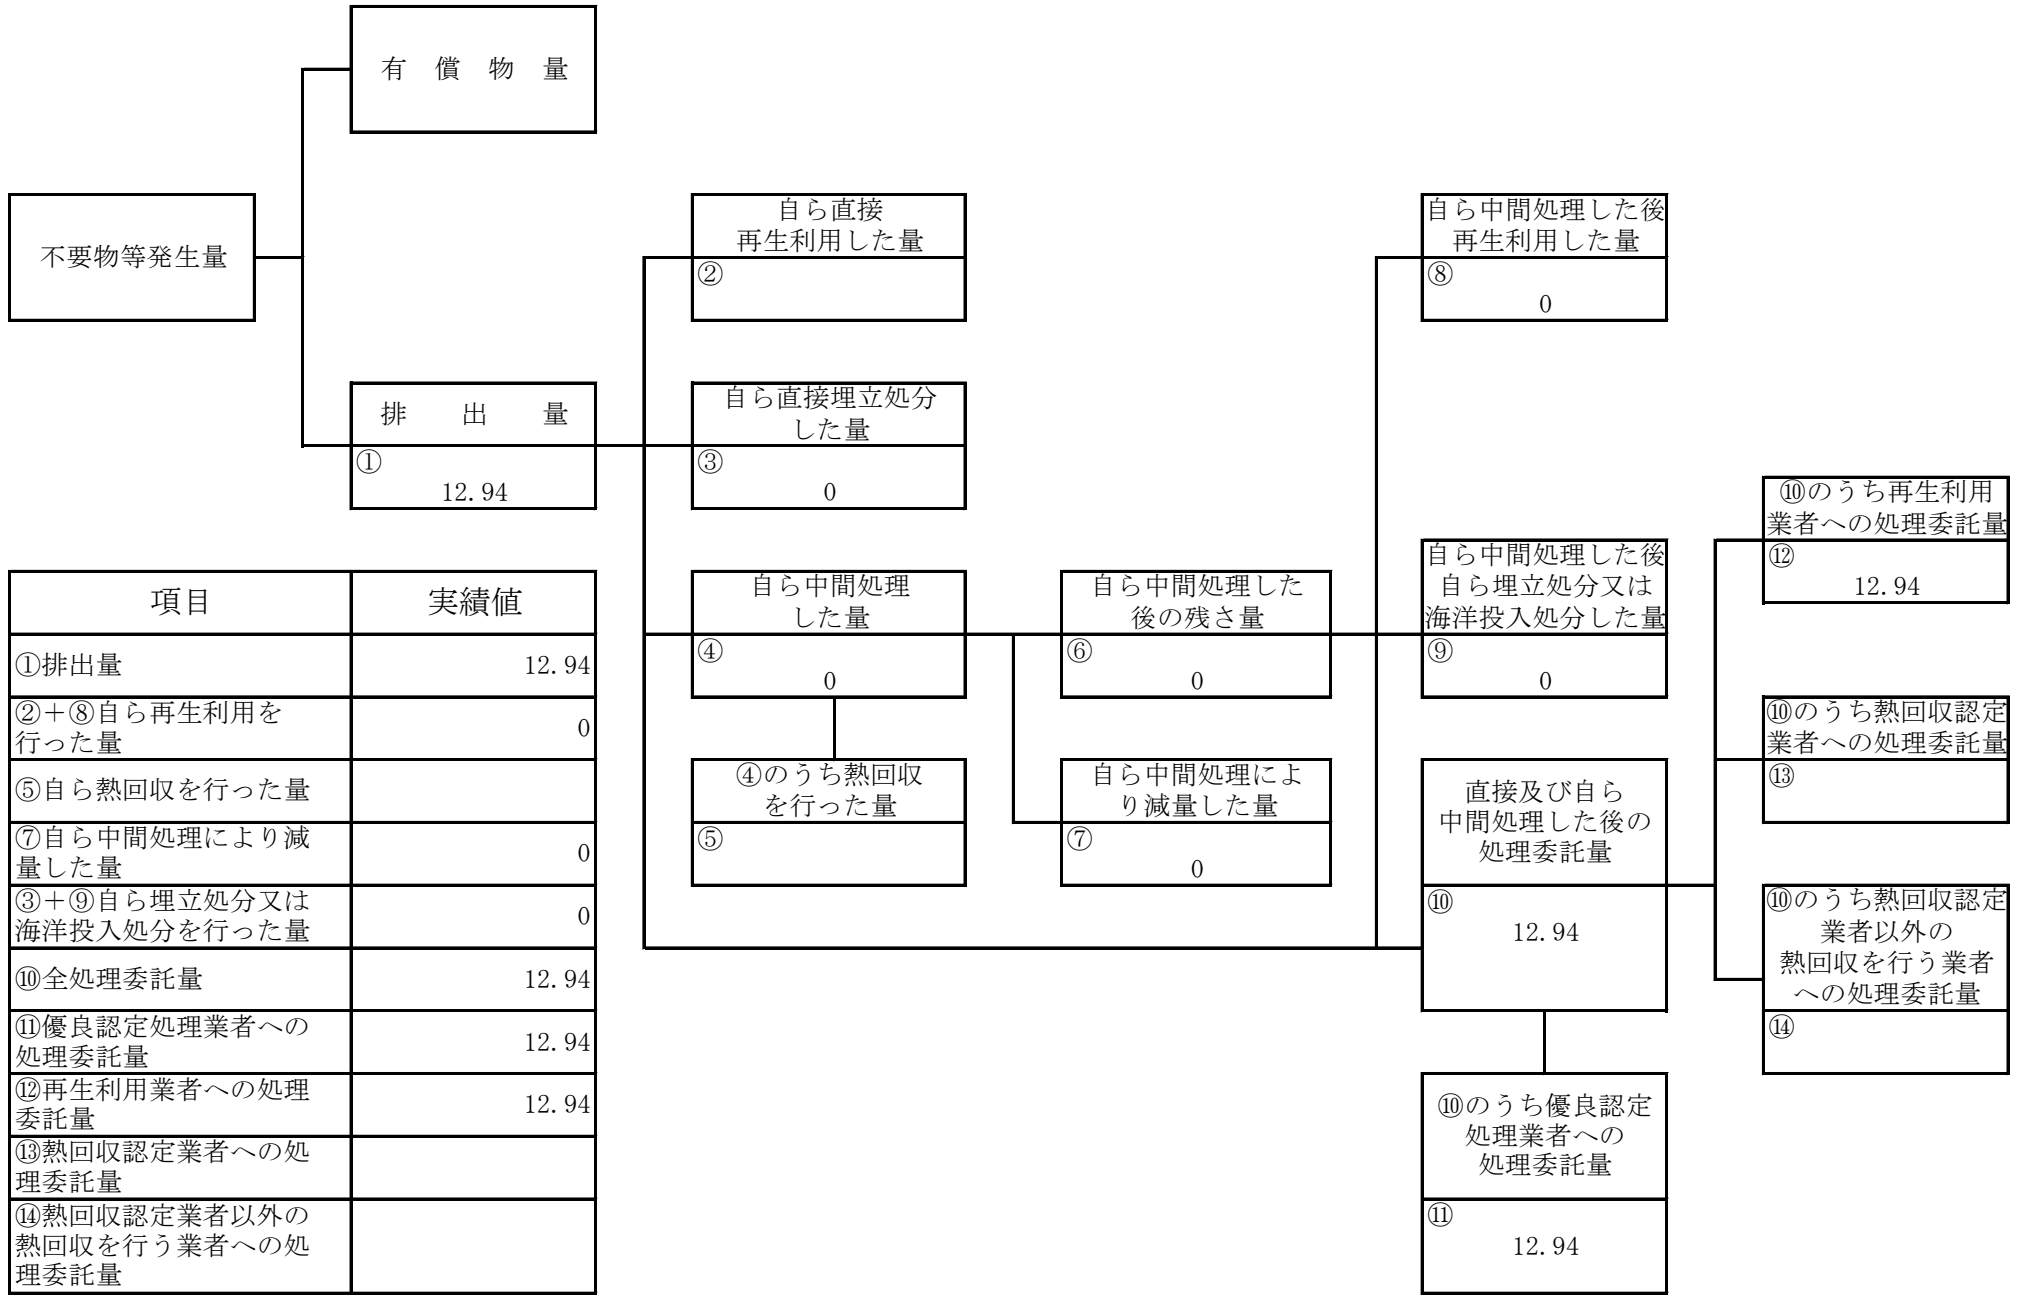 有　償　物　量
不要物等発生量
排　出　量
①
12.94
自ら直接
再生利用した量
②
自ら直接埋立処分
した量
③
0
自ら中間処理
した量
④
0
④のうち熱回収
を行った量
⑤
自ら中間処理した
後の残さ量
⑥
0
自ら中間処理によ
り減量した量
⑦
0
自ら中間処理した後
再生利用した量
⑧
0
自ら中間処理した後
自ら埋立処分又は
海洋投入処分した量
⑨
0
直接及び自ら
中間処理した後の
処理委託量
⑩
12.94
⑩のうち優良認定
処理業者への
処理委託量
⑪
12.94
⑩のうち再生利用
業者への処理委託量
⑫
12.94
⑩のうち熱回収認定
業者への処理委託量
⑬
⑩のうち熱回収認定
業者以外の
熱回収を行う業者
への処理委託量
⑭
項目　実績値
①排出量　12.94
②＋⑧自ら再生利用を
行った量　0
⑤自ら熱回収を行った量
⑦自ら中間処理により減
量した量　0
③＋⑨自ら埋立処分又は
海洋投入処分を行った量　0
⑩全処理委託量　12.94
⑪優良認定処理業者への
処理委託量　12.94
⑫再生利用業者への処理
委託量　12.94
⑬熱回収認定業者への処
理委託量
⑭熱回収認定業者以外の
熱回収を行う業者への処
理委託量